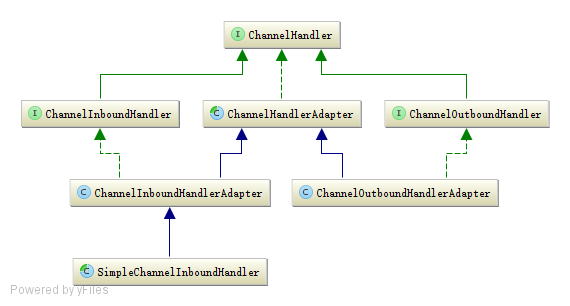 I ChannelHandler
I ChannelInboundHandler
C ChannelHandlerAdapter
I ChannelOutboundHandler
C ChannelInboundHandlerAdapter
C ChannelOutboundHandlerAdapter
C SimpleChannelInboundHandler
Powered by yFiles